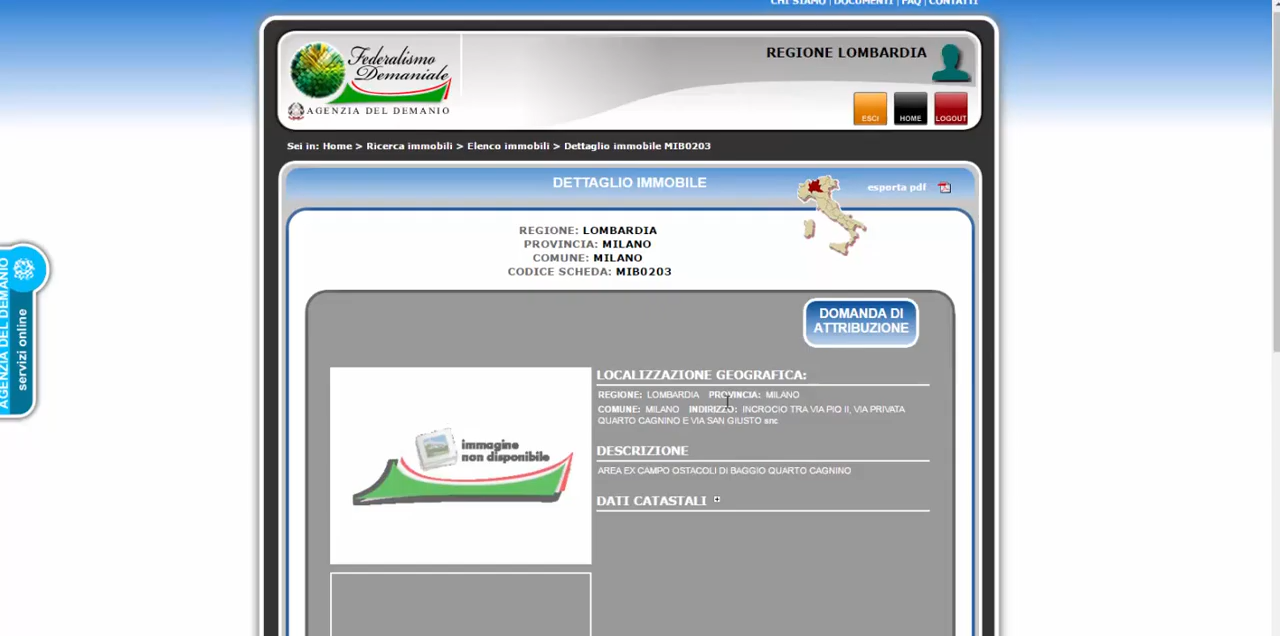 CHI SIAMO | DOCUMENTI | FAQ | CONTATTI
Federalismo
Demaniale
AGENZIA DEL DEMANIO
REGIONE LOMBARDIA
ESCI
HOME
LOGOUT
Sei in: Home > Ricerca immobili > Elenco immobili > Dettaglio immobile MIB0203
DETTAGLIO IMMOBILE
esporta pdf
REGIONE: LOMBARDIA
PROVINCIA: MILANO
COMUNE: MILANO
CODICE SCHEDA: MIB0203
AGENZIA DEL DEMANIO
servizi online
DOMANDA DI
ATTRIBUZIONE
immagine
non disponibile
LOCALIZZAZIONE GEOGRAFICA:
REGIONE: LOMBARDIA PROVINCIA: MILANO
COMUNE: MILANO INDIRIZZO: INCROCIO TRA VIA PIO II, VIA PRIVATA
QUARTO CAGNINO E VIA SAN GIUSTO snc
DESCRIZIONE
AREA EX CAMPO OSTACOLI DI BAGGIO QUARTO CAGNINO
DATI CATASTALI